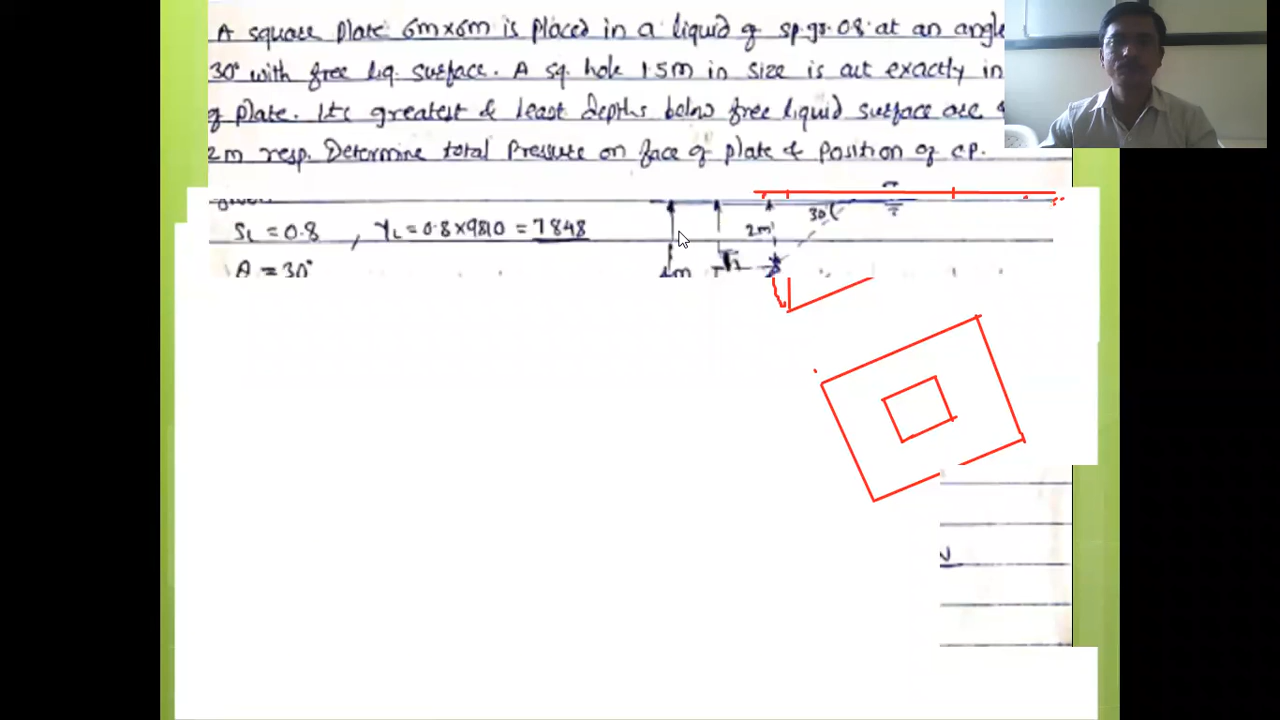 A square plate 6m×6m is placed in a liquid of sp.gr. 0.8 at an angle
30° with free liq. surface. A sq. hole 1.5m in size is cut exactly in
of plate. Its greatest & least depths below free liquid surface are
2m resp. Determine total Pressure on face of plate & position of CP.
given
30°
SL = 0.8 , YL = 0.8×9810 = 7848
2m
A = 30°